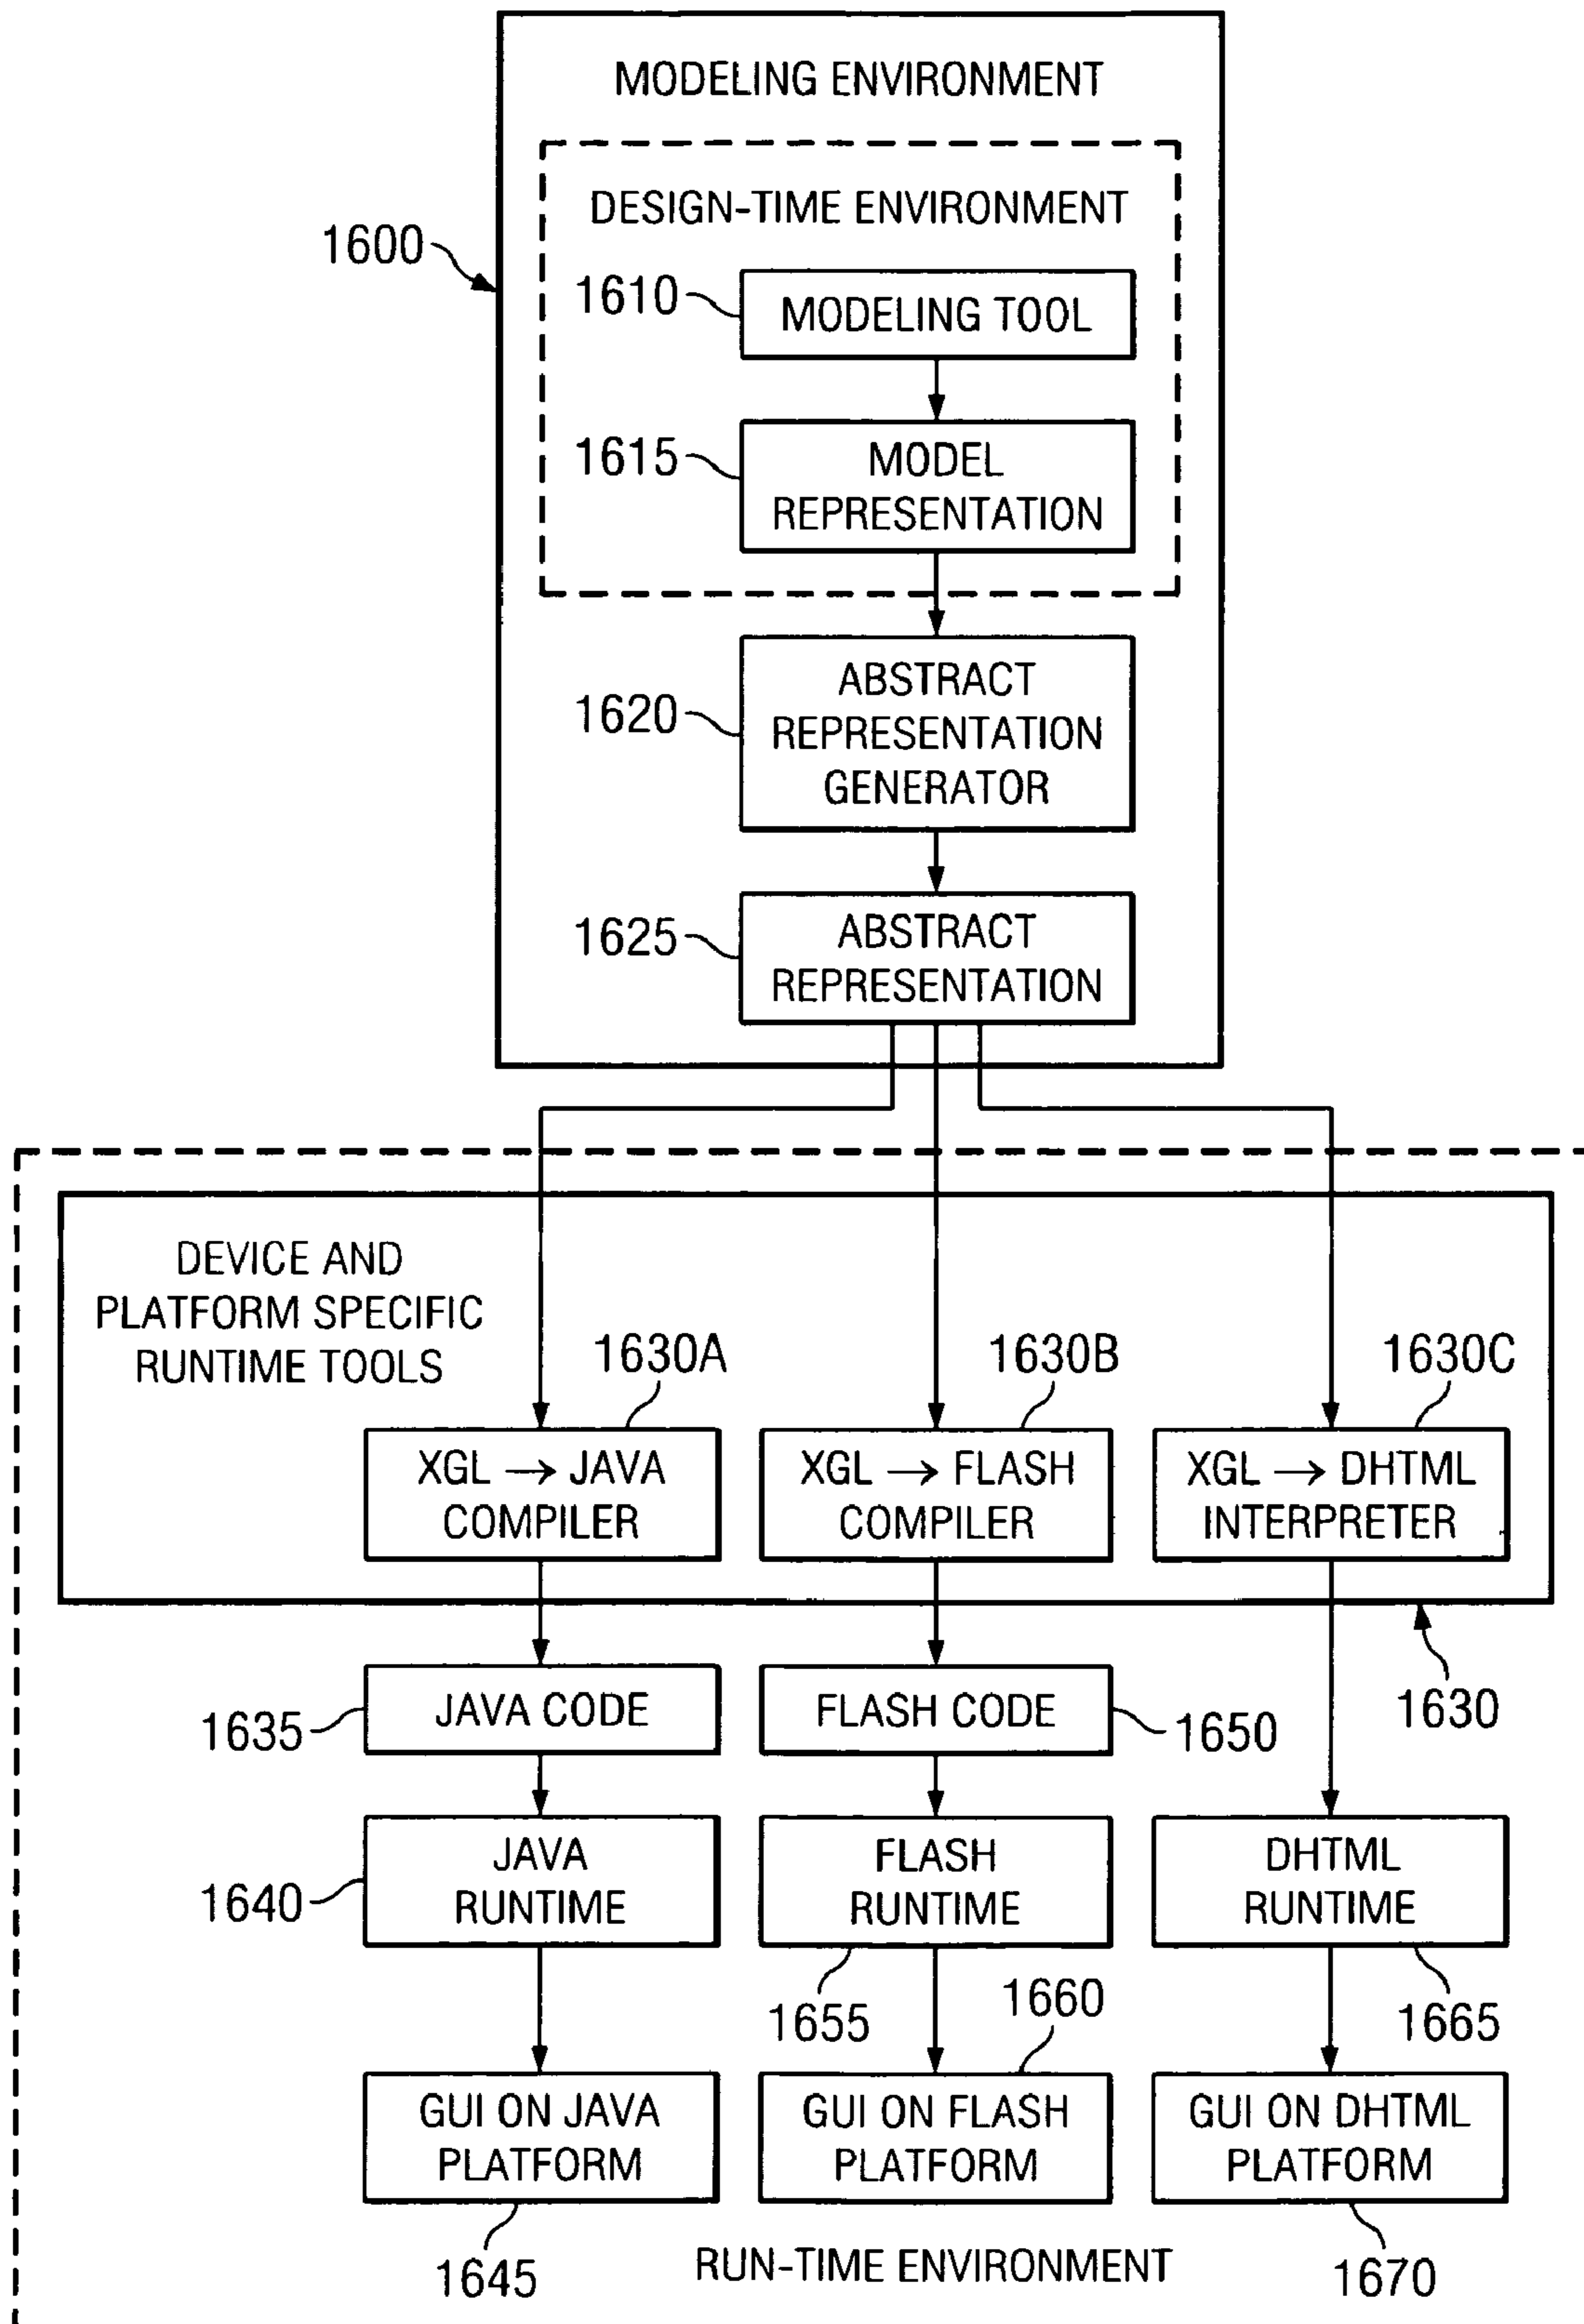 MODELING ENVIRONMENT
DESIGN-TIME ENVIRONMENT
1600
1610
MODELING TOOL
1615
MODEL
REPRESENTATION
1620
ABSTRACT
REPRESENTATION
GENERATOR
1625
ABSTRACT
REPRESENTATION
DEVICE AND
PLATFORM SPECIFIC
RUNTIME TOOLS
1630A
1630B
1630C
XGL → JAVA
COMPILER
XGL → FLASH
COMPILER
XGL → DHTML
INTERPRETER
1630
1635
JAVA CODE
FLASH CODE
1650
1640
JAVA
RUNTIME
FLASH
RUNTIME
DHTML
RUNTIME
1655
1660
1665
GUI ON JAVA
PLATFORM
GUI ON FLASH
PLATFORM
GUI ON DHTML
PLATFORM
1645
RUN-TIME ENVIRONMENT
1670